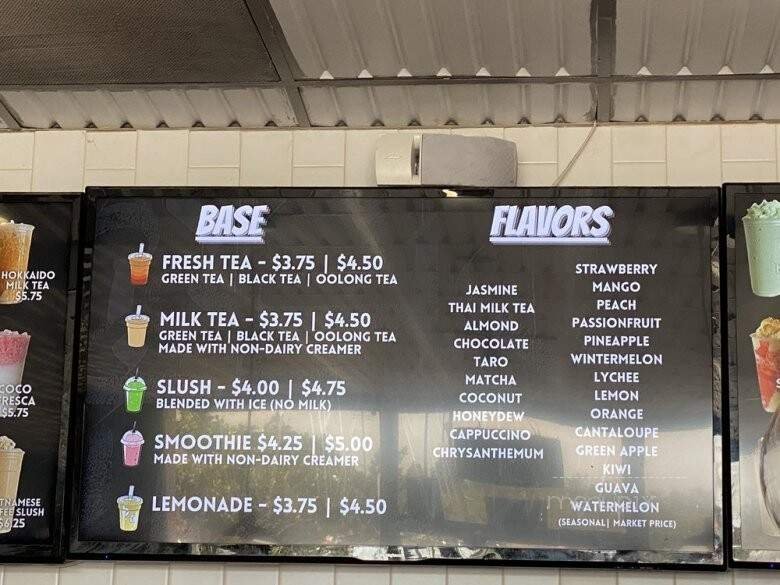 HOKKAIDO
MILK TEA
$5.75
COCO
FRESCA
$5.75
FEE SLUSH
$6.25
BASE
FRESH TEA - $3.75 | $4.50
GREEN TEA | BLACK TEA | OOLONG TEA
MILK TEA - $3.75 | $4.50
GREEN TEA | BLACK TEA | OOLONG TEA
MADE WITH NON-DAIRY CREAMER
SLUSH - $4.00 | $4.75
BLENDED WITH ICE (NO MILK)
SMOOTHIE $4.25 | $5.00
MADE WITH NON-DAIRY CREAMER
LEMONADE - $3.75 | $4.50
FLAVORS
JASMINE
THAI MILK TEA
ALMOND
CHOCOLATE
TARO
MATCHA
COCONUT
HONEYDEW
CAPPUCCINO
CHRYSANTHEMUM
STRAWBERRY
MANGO
PEACH
PASSIONFRUIT
PINEAPPLE
WINTERMELON
LYCHEE
LEMON
ORANGE
CANTALOUPE
GREEN APPLE
KIWI
GUAVA
WATERMELON
(SEASONAL| MARKET PRICE)